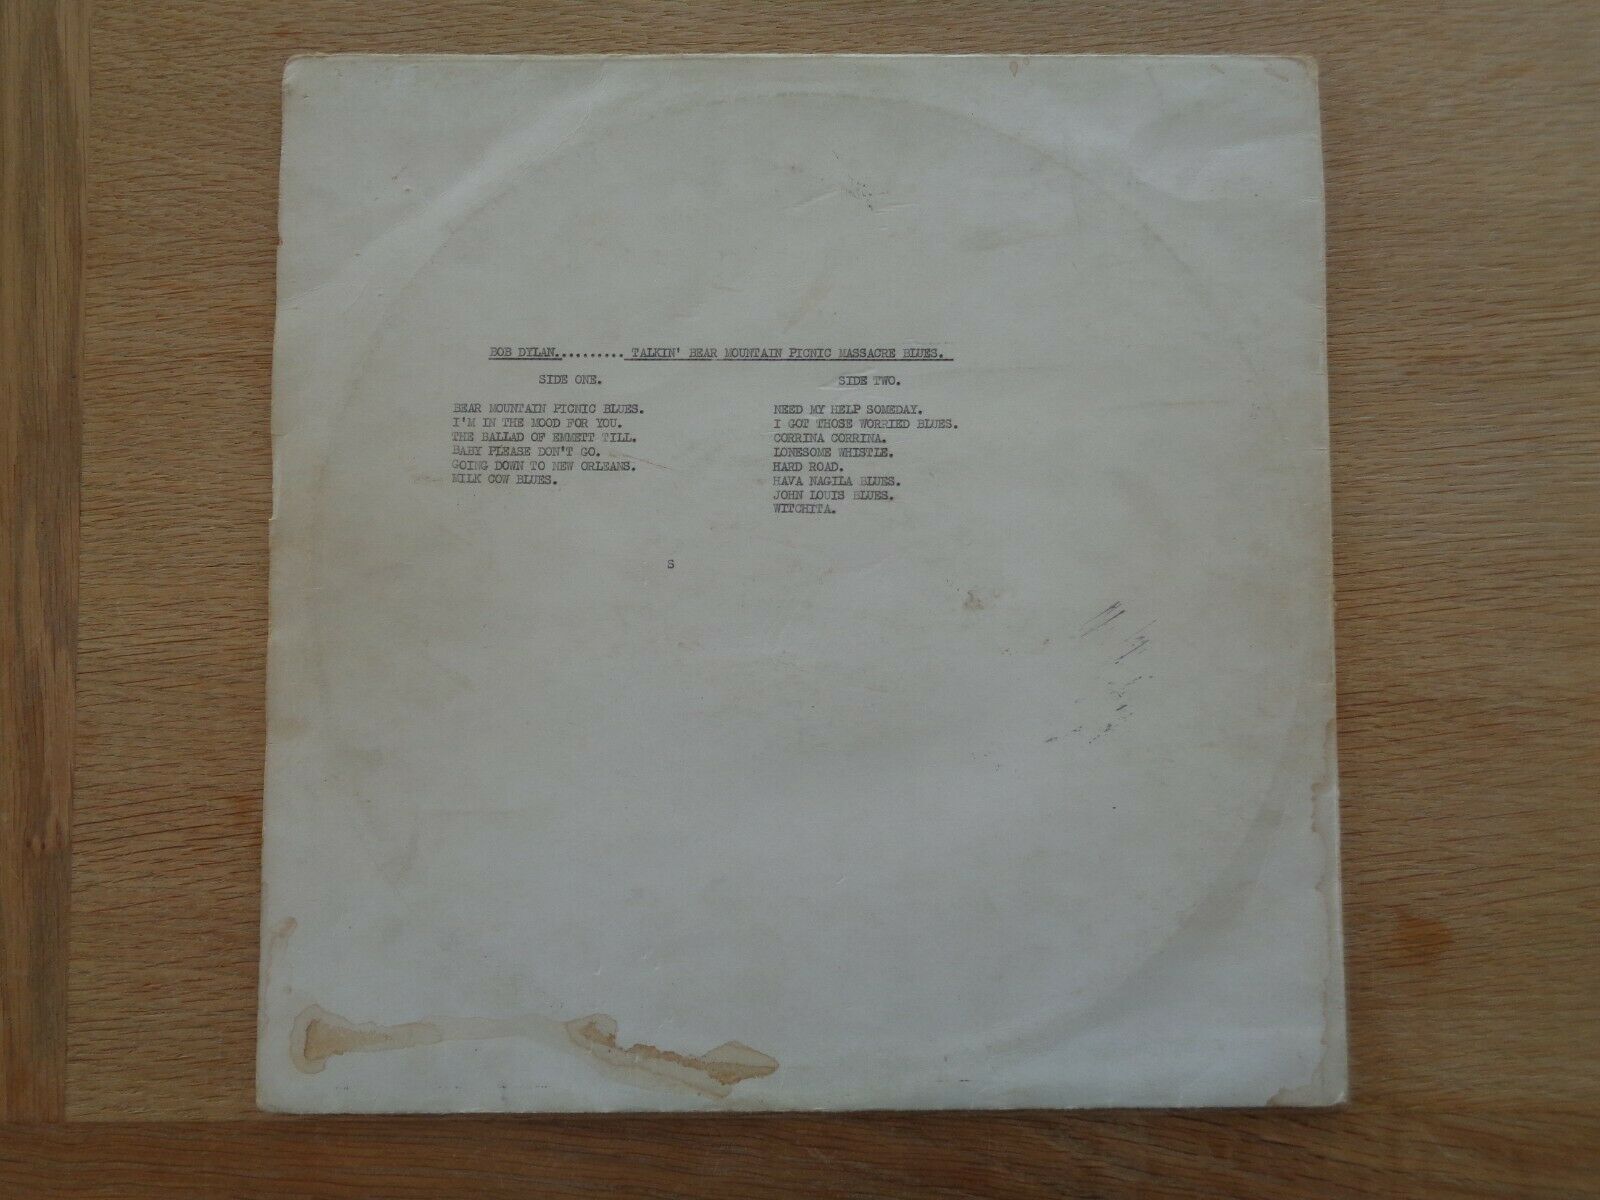 BOB DYLAN.......... TALKIN' BEAR MOUNTAIN PICNIC MASSACRE BLUES.
SIDE ONE.
BEAR MOUNTAIN PICNIC BLUES.
I'M IN THE MOOD FOR YOU.
THE BALLAD OF EMMETT TILL.
BABY PLEASE DON'T GO.
GOING DOWN TO NEW ORLEANS.
MILK COW BLUES.
SIDE TWO.
NEED MY HELP SOMEDAY.
I GOT THOSE WORRIED BLUES.
CORRINA CORRINA.
LONESOME WHISTLE.
HARD ROAD.
HAVA NAGILA BLUES.
JOHN LOUIS BLUES.
WITCHITA.
S